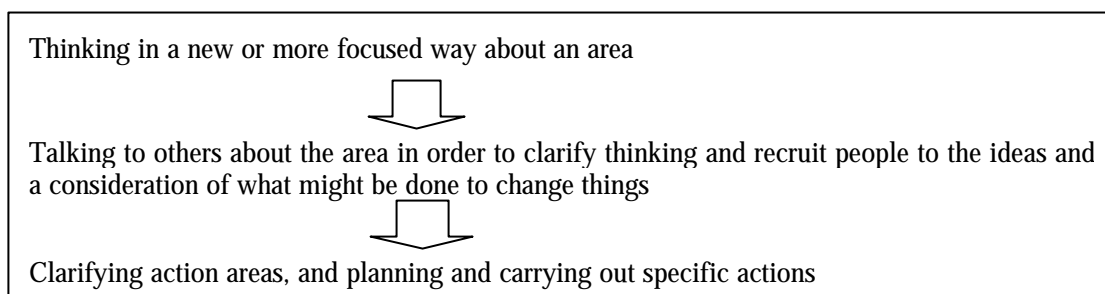 Thinking in a new or more focused way about an area
Talking to others about the area in order to clarify thinking and recruit people to the ideas and
a consideration of what might be done to change things
Clarifying action areas, and planning and carrying out specific actions